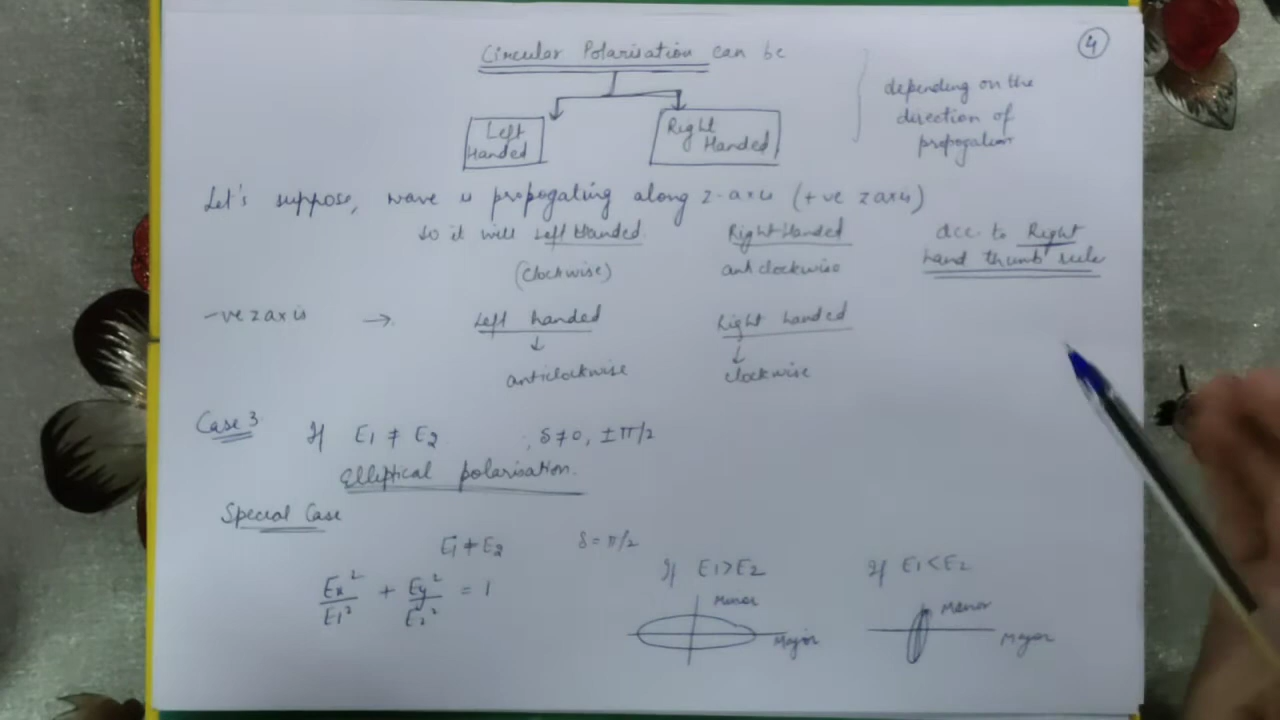 4
Circular Polarisation can be
Left Handed
Right Handed
depending on the
direction of
propogation
Let's suppose, wave is propogating along z-axis (+ve z axis)
so it will Left Handed
(clockwise)
Right Handed
anticlockwise
acc. to Right
hand thumb rule
-ve z axis →
Left handed
↓
anticlockwise
Right handed
↓
clockwise
Case 3
If E1 ≠ E2 , δ≠0, ±π/2
Elliptical polarisation.
Special Case
E1 ≠ E2 δ = π/2
Ex²/E1² + Ey²/E2² = 1
If E1>E2
Minor
Major
If E1<E2
Minor
Major